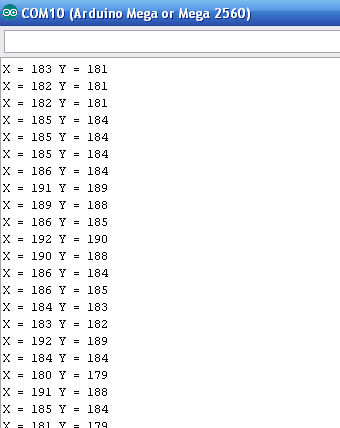 COM10 (Arduino Mega or Mega 2560)
X = 183 Y = 181
X = 182 Y = 181
X = 182 Y = 181
X = 185 Y = 184
X = 185 Y = 184
X = 185 Y = 184
X = 186 Y = 184
X = 191 Y = 189
X = 189 Y = 188
X = 186 Y = 185
X = 192 Y = 190
X = 190 Y = 188
X = 186 Y = 184
X = 186 Y = 185
X = 184 Y = 183
X = 183 Y = 182
X = 192 Y = 189
X = 184 Y = 184
X = 180 Y = 179
X = 191 Y = 188
X = 185 Y = 184
X = 181 Y = 179